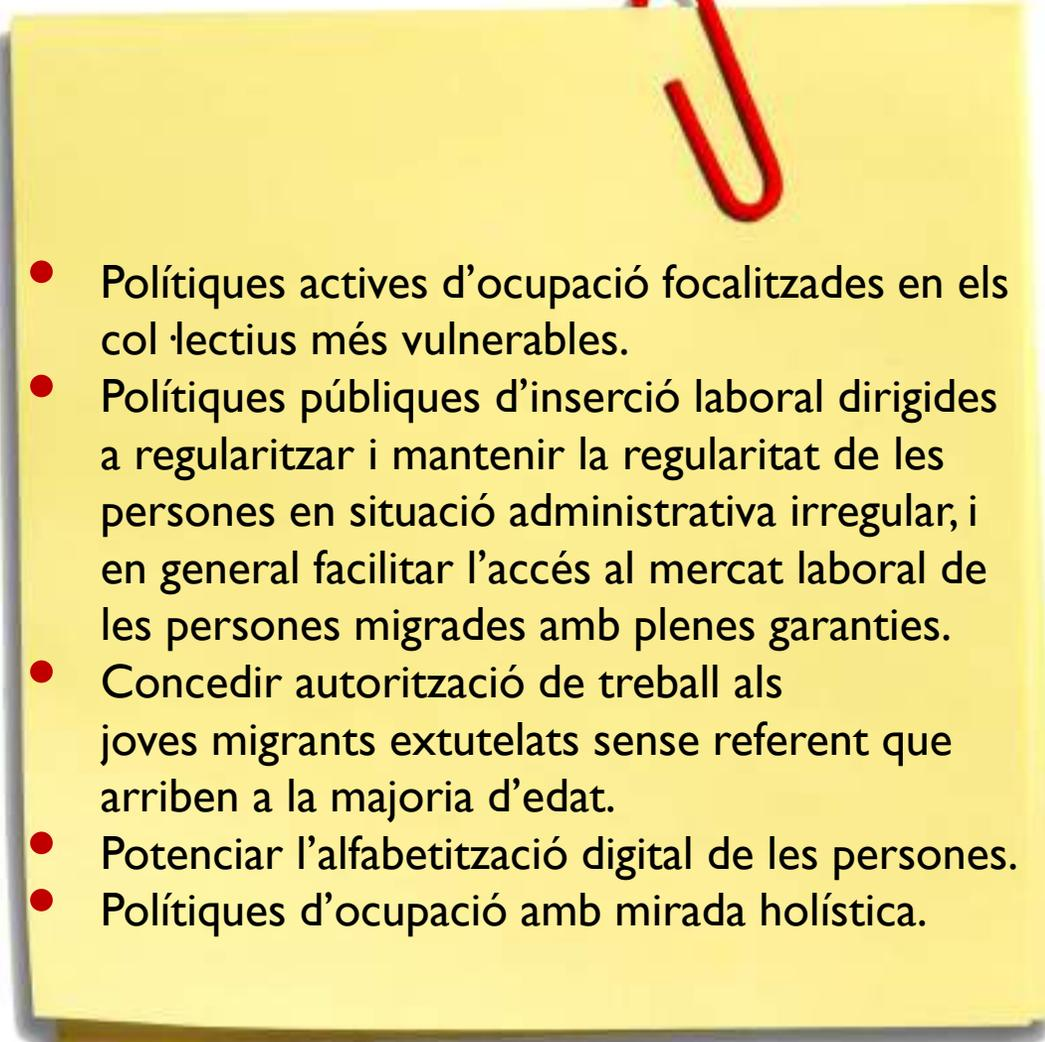 • Polítiques actives d’ocupació focalitzades en els
col·lectius més vulnerables.
• Polítiques públiques d’inserció laboral dirigides
a regularitzar i mantenir la regularitat de les
persones en situació administrativa irregular, i
en general facilitar l’accés al mercat laboral de
les persones migrades amb plenes garanties.
• Concedir autorització de treball als
joves migrants extutelats sense referent que
arriben a la majoria d’edat.
• Potenciar l’alfabetització digital de les persones.
• Polítiques d’ocupació amb mirada holística.